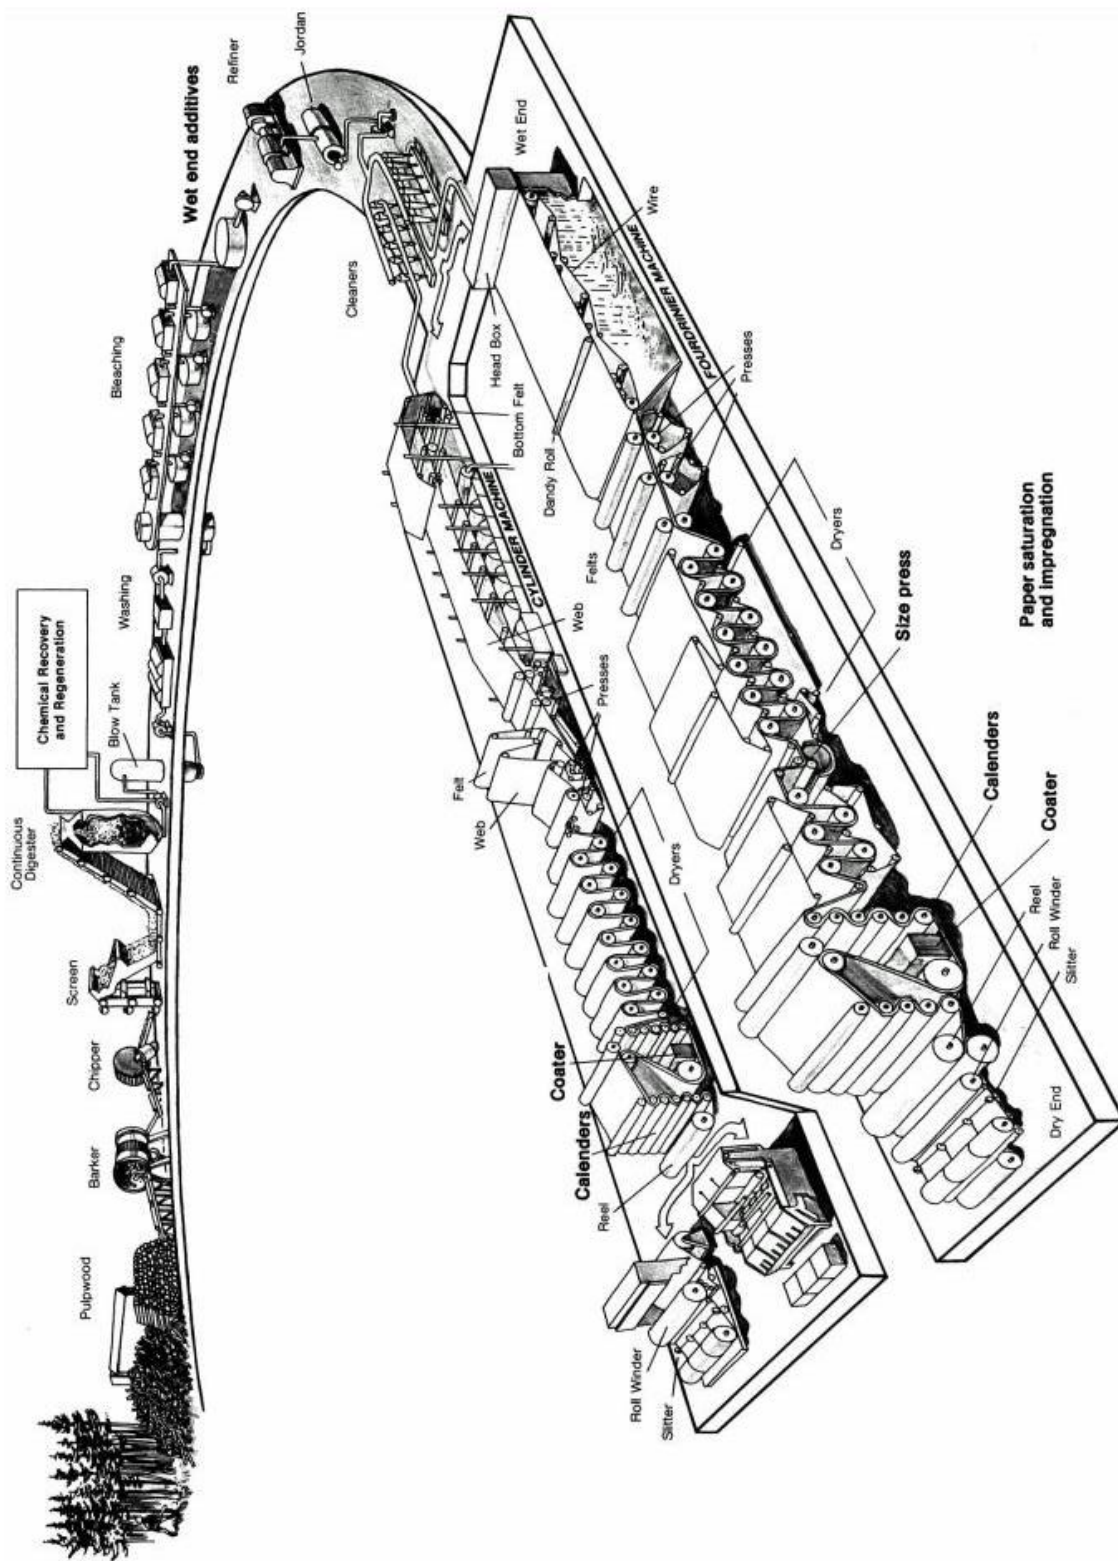 Pulpwood
Barker
Chipper
Screen
Continuous
Digester
Chemical Recovery
and Regeneration
Blow Tank
Washing
Bleaching
Wet end additives
Refiner
Jordan
Cleaners
Head Box
Bottom Felt
CYLINDER MACHINE
Web
Presses
Felt
Web
Dryers
Coater
Calenders
Reel
Roll Winder
Slitter
Wet End
Wire
FOURDRINIER MACHINE
Dandy Roll
Presses
Felts
Dryers
Size press
Calenders
Coater
Reel
Roll Winder
Slitter
Dry End
Paper saturation
and impregnation